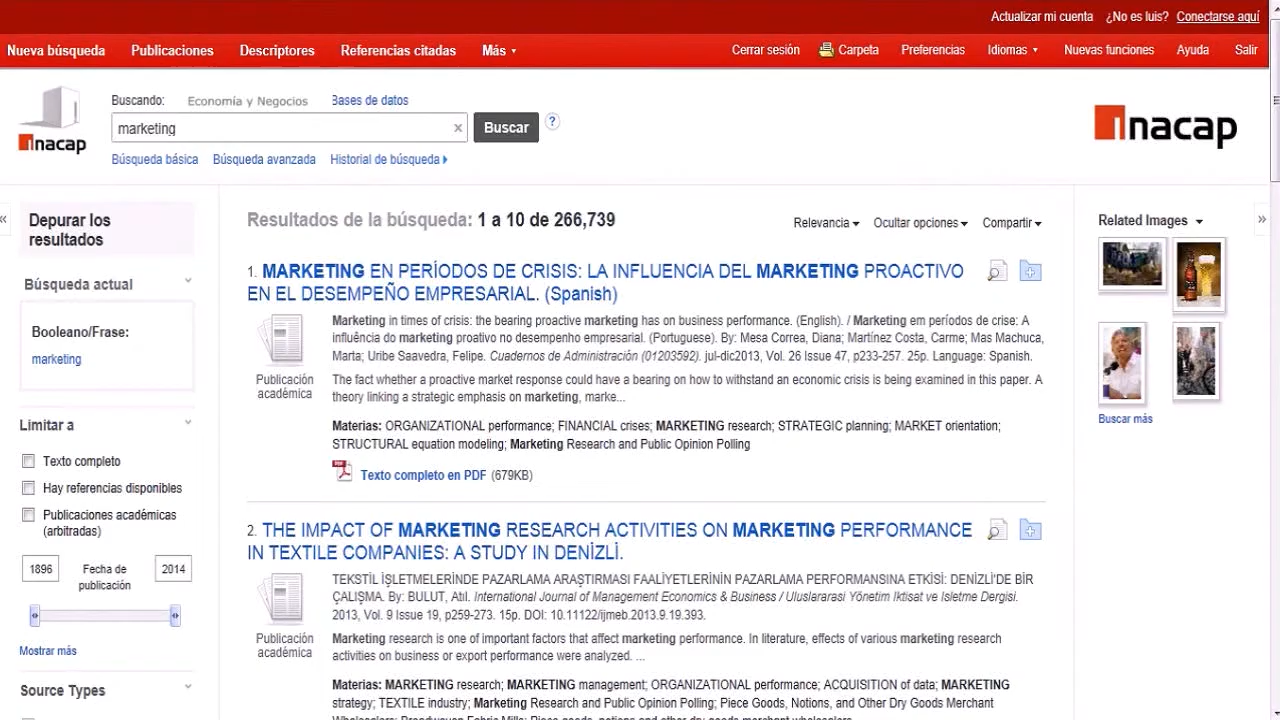 Actualizar mi cuenta ¿No es luis? Conectarse aquí
Nueva búsqueda Publicaciones Descriptores Referencias citadas Más
Cerrar sesión Carpeta Preferencias Idiomas Nuevas funciones Ayuda Salir
Buscando: Economía y Negocios Bases de datos
marketing × Buscar ?
Búsqueda básica Búsqueda avanzada Historial de búsqueda
inacap
inacap
Depurar los
resultados
Búsqueda actual
Booleano/Frase:
marketing
Limitar a
Texto completo
Hay referencias disponibles
Publicaciones académicas
(arbitradas)
1896 Fecha de 2014
publicación
Mostrar más
Source Types
Resultados de la búsqueda: 1 a 10 de 266,739
Relevancia Ocultar opciones Compartir
1. MARKETING EN PERÍODOS DE CRISIS: LA INFLUENCIA DEL MARKETING PROACTIVO
EN EL DESEMPEÑO EMPRESARIAL. (Spanish)
Publicación
académica
Marketing in times of crisis: the bearing proactive marketing has on business performance. (English). / Marketing em períodos de crise: A
influência do marketing proativo no desempenho empresarial. (Portuguese). By: Mesa Correa, Diana; Martínez Costa, Carme; Mas Machuca,
Marta; Uribe Saavedra, Felipe. Cuadernos de Administración (01203592). jul-dic2013, Vol. 26 Issue 47, p233-257. 25p. Language: Spanish.
The fact whether a proactive market response could have a bearing on how to withstand an economic crisis is being examined in this paper. A
theory linking a strategic emphasis on marketing, marke...
Materias: ORGANIZATIONAL performance; FINANCIAL crises; MARKETING research; STRATEGIC planning; MARKET orientation;
STRUCTURAL equation modeling; Marketing Research and Public Opinion Polling
Texto completo en PDF (679KB)
2. THE IMPACT OF MARKETING RESEARCH ACTIVITIES ON MARKETING PERFORMANCE
IN TEXTILE COMPANIES: A STUDY IN DENİZLİ.
Publicación
académica
TEKSTİL İŞLETMELERİNDE PAZARLAMA ARAŞTIRMASI FAALİYETLERİNİN PAZARLAMA PERFORMANSINA ETKİSİ: DENİZLİ'DE BİR
ÇALIŞMA. By: BULUT, Atıl. International Journal of Management Economics & Business / Uluslararasi Yönetim Iktisat ve Isletme Dergisi.
2013, Vol. 9 Issue 19, p259-273. 15p. DOI: 10.11122/ijmeb.2013.9.19.393.
Marketing research is one of important factors that affect marketing performance. In literature, effects of various marketing research
activities on business or export performance were analyzed. ...
Materias: MARKETING research; MARKETING management; ORGANIZATIONAL performance; ACQUISITION of data; MARKETING
strategy; TEXTILE industry; Marketing Research and Public Opinion Polling; Piece Goods, Notions, and Other Dry Goods Merchant
Related Images
Buscar más